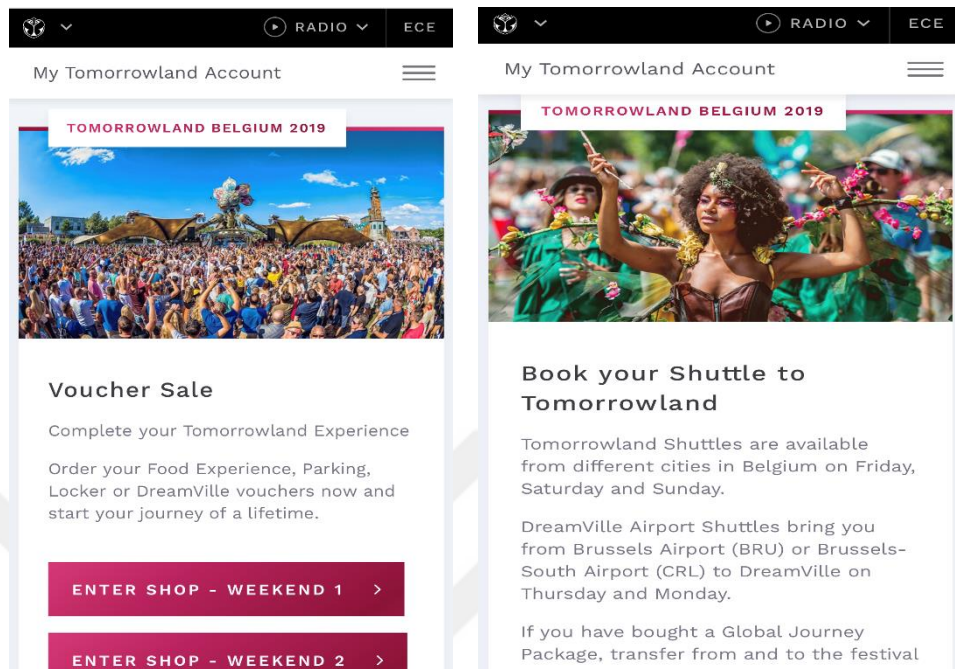 RADIO
ECE
My Tomorrowland Account
TOMORROWLAND BELGIUM 2019
Voucher Sale
Complete your Tomorrowland Experience
Order your Food Experience, Parking,
Locker or DreamVille vouchers now and
start your journey of a lifetime.
ENTER SHOP - WEEKEND 1
ENTER SHOP - WEEKEND 2
RADIO
ECE
My Tomorrowland Account
TOMORROWLAND BELGIUM 2019
Book your Shuttle to
Tomorrowland
Tomorrowland Shuttles are available
from different cities in Belgium on Friday,
Saturday and Sunday.
DreamVille Airport Shuttles bring you
from Brussels Airport (BRU) or Brussels-
South Airport (CRL) to DreamVille on
Thursday and Monday.
If you have bought a Global Journey
Package, transfer from and to the festival